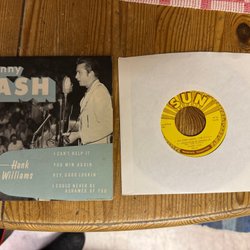 nny
ASH
Hank
Williams
I CAN'T HELP IT
YOU WIN AGAIN
HEY, GOOD LOOKIN'
I COULD NEVER BE
ASHAMED OF YOU
SUN